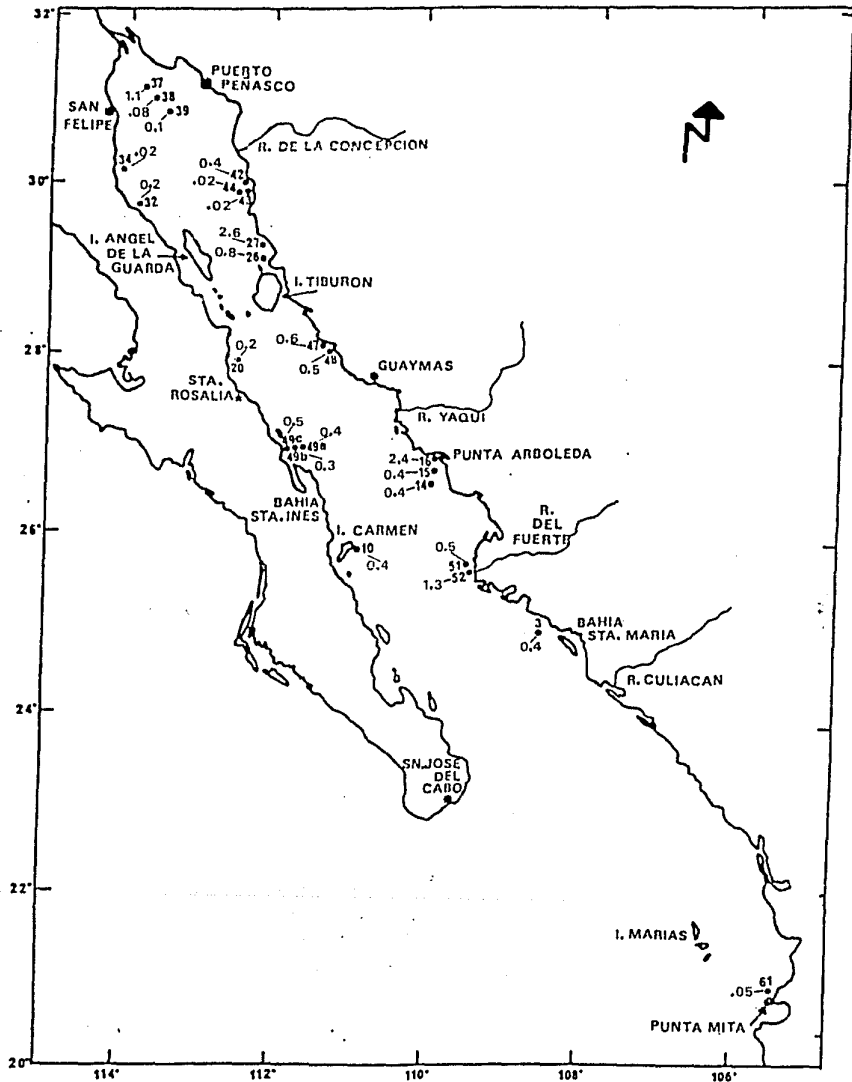 32°
PUERTO
PEÑASCO
1.1 37
.08 38
0.1 39
SAN
FELIPE
R. DE LA CONCEPCION
.02
34
0.4
42
.02 44
.02 43
30°
0.2
32
2.6 27
0.8 26
I. ANGEL
DE LA
GUARDA
I. TIBURON
0.6 47
0.5 48
28°
0.2
20
GUAYMAS
STA.
ROSALIA
R. YAQUI
0.5
49c
0.4
49a
49b
0.3
2.4 16
0.4 15
0.4 14
PUNTA ARBOLEDA
BAHIA
STA. INES
R.
DEL
FUERTE
26°
I. CARMEN
10
0.4
0.5
51
1.3 52
3
0.4
BAHIA
STA. MARIA
R. CULIACAN
24°
SN. JOSE
DEL
CABO
22°
I. MARIAS
61
.05
PUNTA MITA
20°
114°
112°
110°
108°
106°